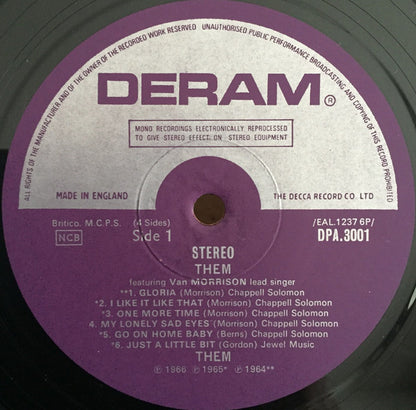 ALL RIGHTS OF THE MANUFACTURER AND OF THE OWNER OF THE RECORDED WORK RESERVED UNAUTHORISED PUBLIC PERFORMANCE BROADCASTING AND COPYING OF THIS RECORD PROHIBITED
DERAM®
MONO RECORDINGS ELECTRONICALLY REPROCESSED
TO GIVE STEREO EFFECT ON STEREO EQUIPMENT
MADE IN ENGLAND THE DECCA RECORD CO. LTD
Britico. M.C.P.S. (4 Sides) /EAL.1237 6P/
NCB Side 1 DPA.3001
STEREO
THEM
featuring Van MORRISON lead singer
**1. GLORIA (Morrison) Chappell Solomon
*2. I LIKE IT LIKE THAT (Morrison) Chappell Solomon
*3. ONE MORE TIME (Morrison) Chappell Solomon
4. MY LONELY SAD EYES (Morrison) Chappell Solomon
*5. GO ON HOME BABY (Berns) Chappell Solomon
*6. JUST A LITTLE BIT (Gordon) Jewel Music
THEM
℗ 1966 ℗ 1965* ℗ 1964**